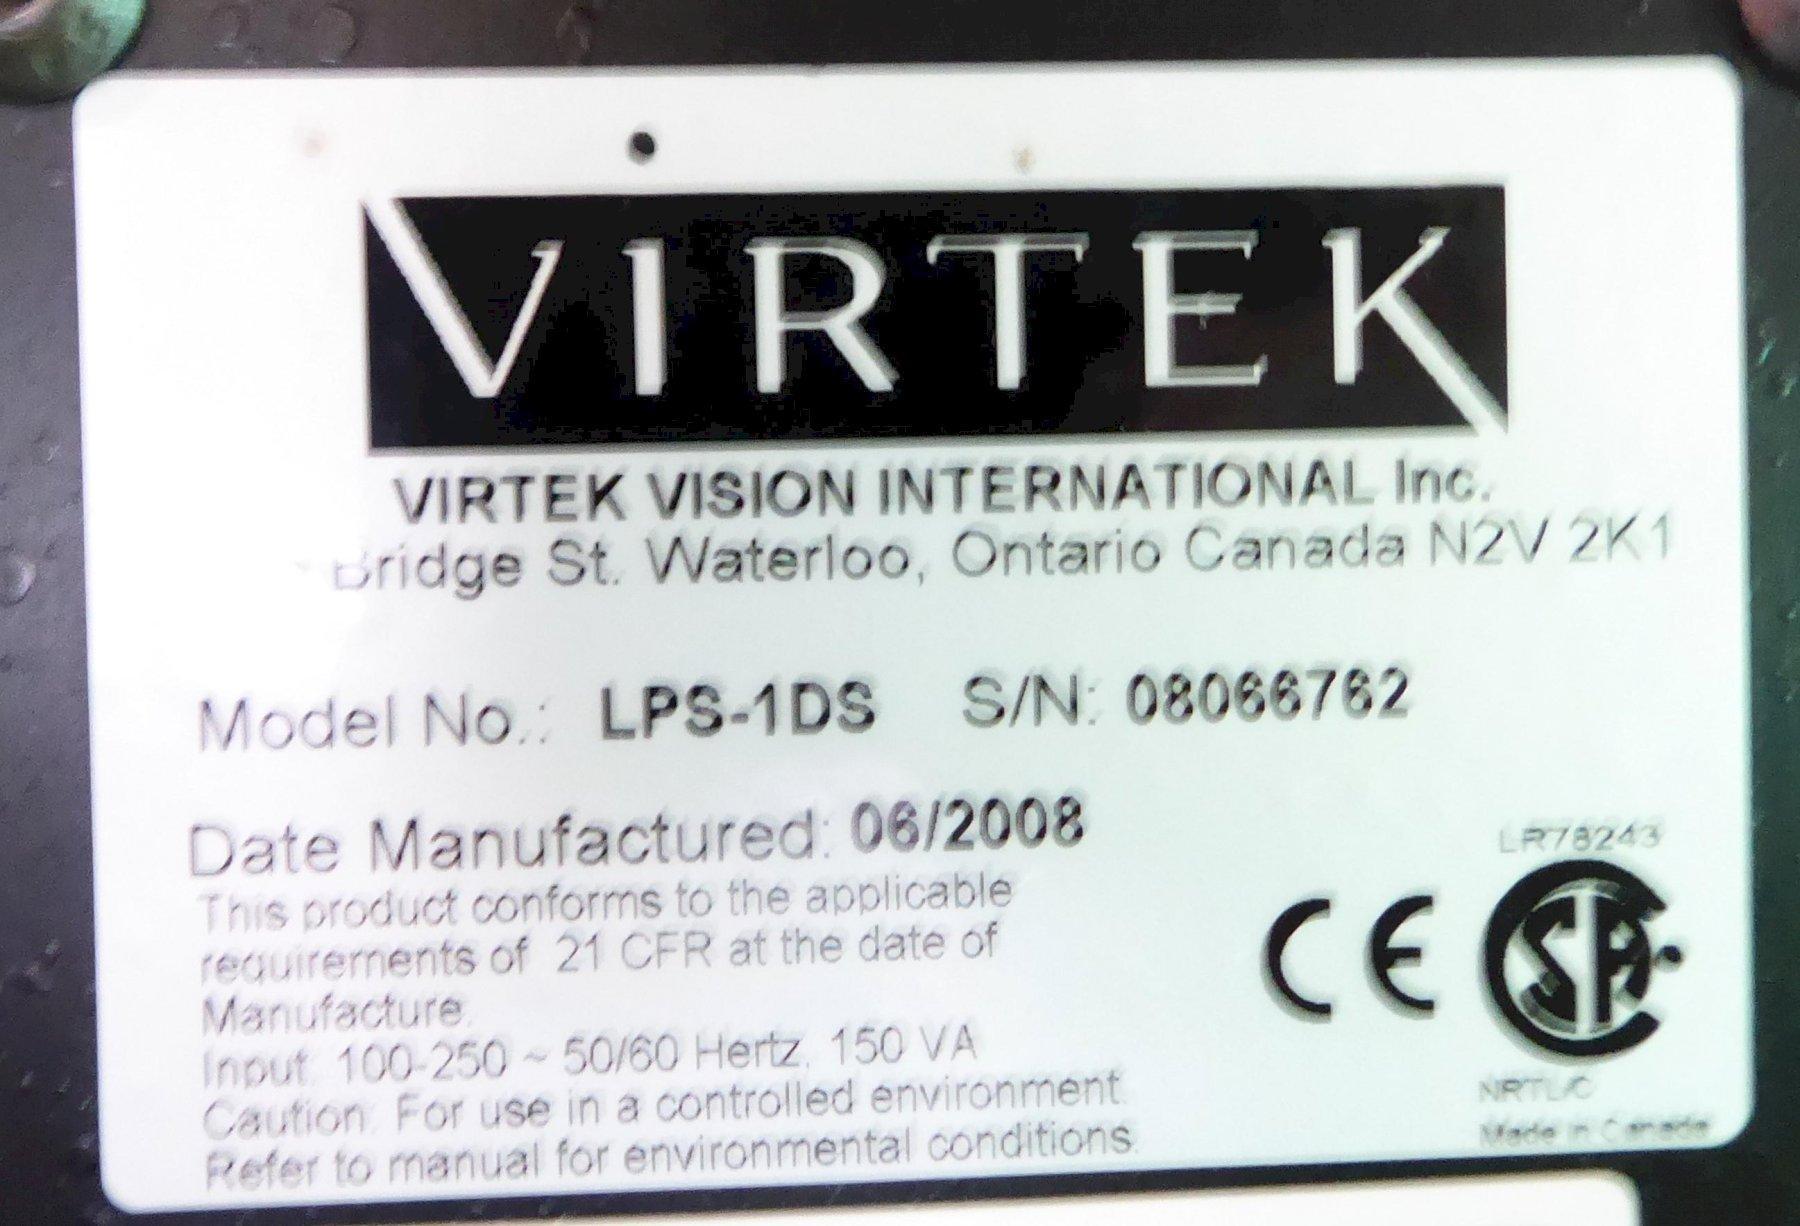 VIRTEK
VIRTEK VISION INTERNATIONAL Inc.
Bridge St. Waterloo, Ontario Canada N2V 2K1
Model No.: LPS-1DS S/N: 08066762
Date Manufactured: 06/2008
This product conforms to the applicable
requirements of 21 CFR at the date of
Manufacture.
Input: 100-250 ~ 50/60 Hertz, 150 VA
Caution: For use in a controlled environment.
Refer to manual for environmental conditions.
LR78243
CE SA
NRTL/C
Made in Canada